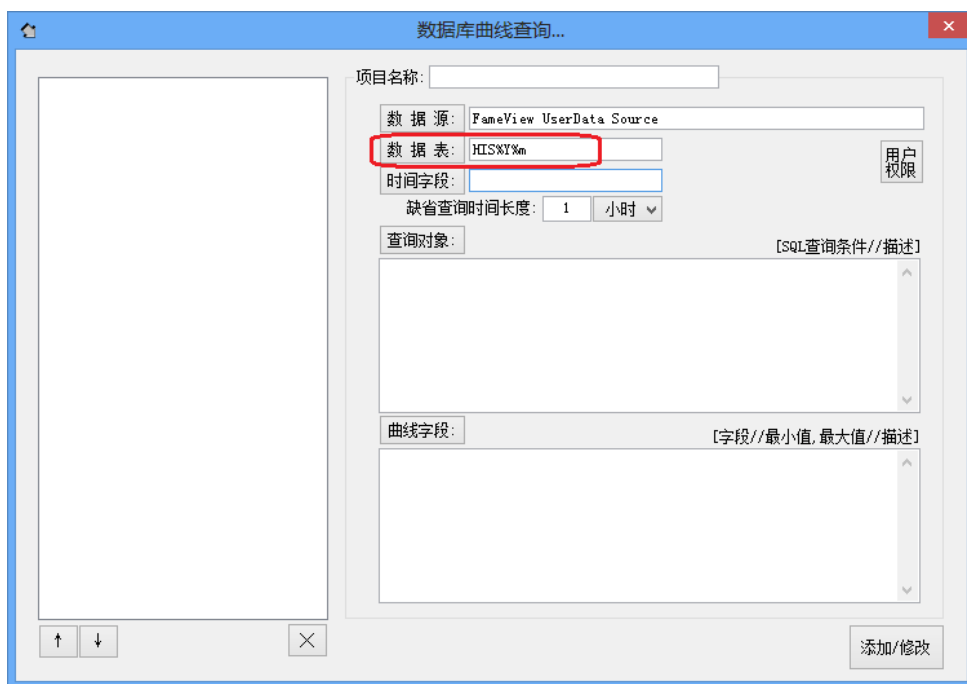 数据库曲线查询...
项目名称:
数 据 源: FameView UserData Source
数 据 表: HIS%Y%m
用户权限
时间字段:
缺省查询时间长度: 1 小时
查询对象: [SQL查询条件//描述]
曲线字段: [字段//最小值,最大值//描述]
↑ ↓ 添加/修改